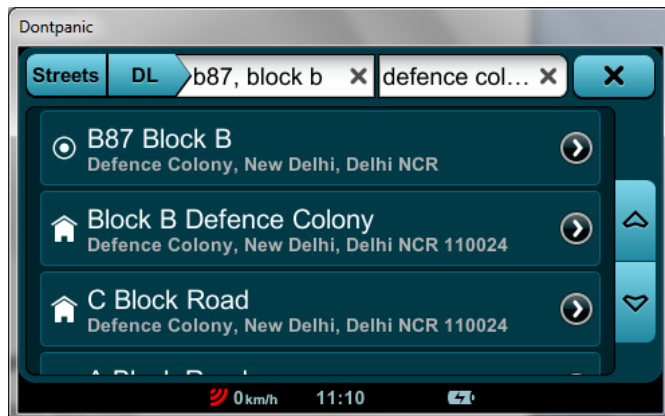 Dontpanic
Streets DL b87, block b × defence col... ×
B87 Block B
Defence Colony, New Delhi, Delhi NCR
Block B Defence Colony
Defence Colony, New Delhi, Delhi NCR 110024
C Block Road
Defence Colony, New Delhi, Delhi NCR 110024
0km/h 11:10